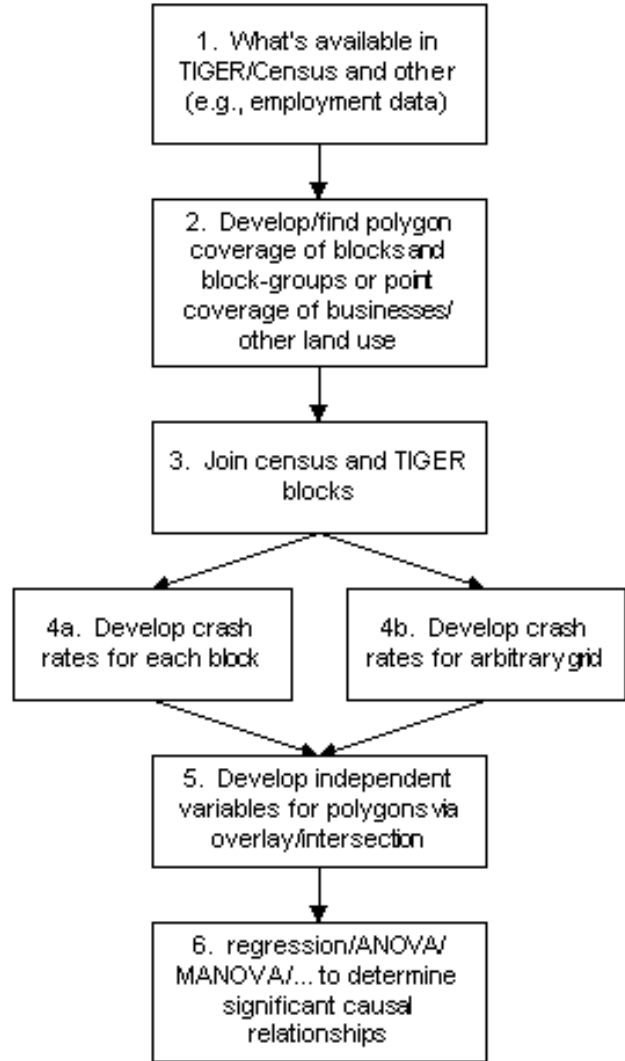 1. What's available in
TIGER/Census and other
(e.g., employment data)
2. Develop/find polygon
coverage of blocks and
block-groups or point
coverage of businesses/
other land use
3. Join census and TIGER
blocks
4a. Develop crash
rates for each block
4b. Develop crash
rates for arbitrary grid
5. Develop independent
variables for polygons via
overlay/intersection
6. regression/ANOVA/
MANOVA/... to determine
significant causal
relationships